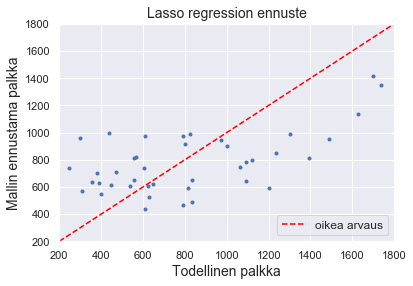 Lasso regression ennuste
Mallin ennustama palkka
1800
1600
1400
1200
1000
800
600
400
200
oikea arvaus
200 400 600 800 1000 1200 1400 1600 1800
Todellinen palkka